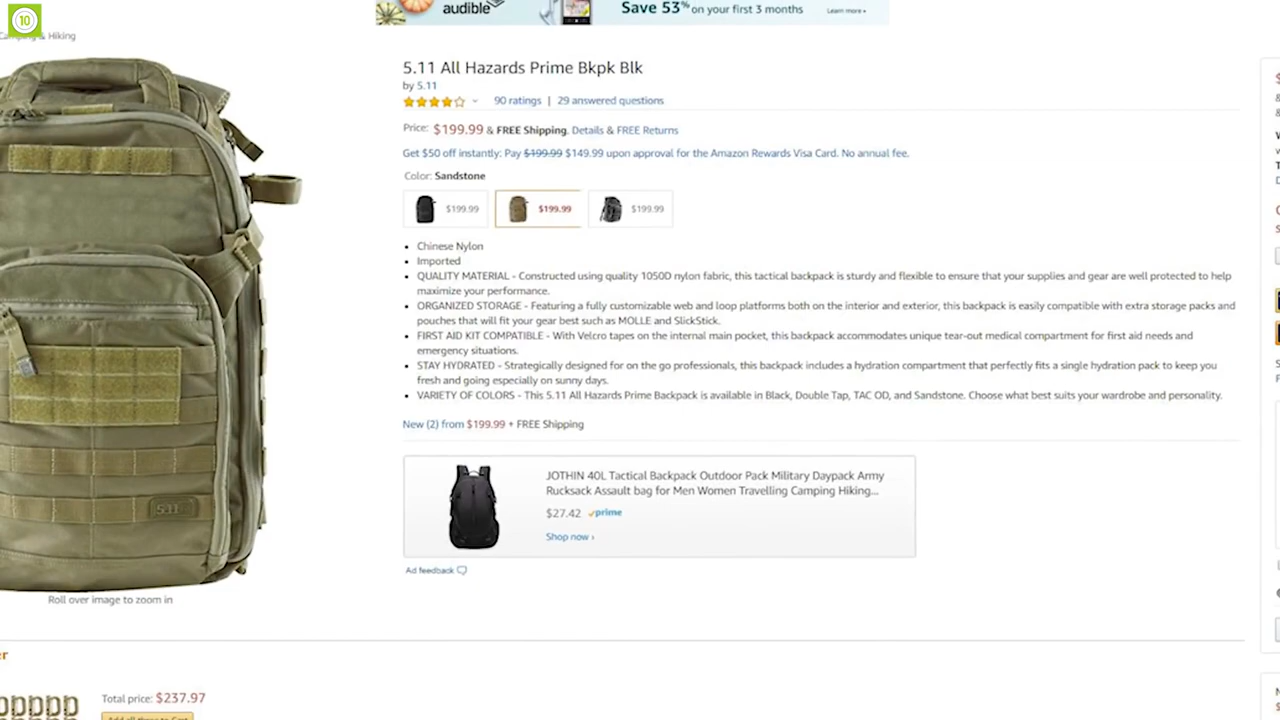 10
audible
Save 53% on your first 3 months
Learn more ▸
Camping & Hiking
5.11 All Hazards Prime Bkpk Blk
by 5.11
90 ratings | 29 answered questions
Price: $199.99 & FREE Shipping. Details & FREE Returns
Get $50 off instantly: Pay $199.99 $149.99 upon approval for the Amazon Rewards Visa Card. No annual fee.
Color: Sandstone
$199.99 $199.99 $199.99
• Chinese Nylon
• Imported
• QUALITY MATERIAL - Constructed using quality 1050D nylon fabric, this tactical backpack is sturdy and flexible to ensure that your supplies and gear are well protected to help
maximize your performance.
• ORGANIZED STORAGE - Featuring a fully customizable web and loop platforms both on the interior and exterior, this backpack is easily compatible with extra storage packs and
pouches that will fit your gear best such as MOLLE and SlickStick.
• FIRST AID KIT COMPATIBLE - With Velcro tapes on the internal main pocket, this backpack accommodates unique tear-out medical compartment for first aid needs and
emergency situations.
• STAY HYDRATED - Strategically designed for on the go professionals, this backpack includes a hydration compartment that perfectly fits a single hydration pack to keep you
fresh and going especially on sunny days.
• VARIETY OF COLORS - This 5.11 All Hazards Prime Backpack is available in Black, Double Tap, TAC OD, and Sandstone. Choose what best suits your wardrobe and personality.
New (2) from $199.99 + FREE Shipping
5.11
JOTHIN 40L Tactical Backpack Outdoor Pack Military Daypack Army
Rucksack Assault bag for Men Women Travelling Camping Hiking...
$27.42 prime
Shop now ›
Ad feedback
Roll over image to zoom in
Total price: $237.97
Add all three to Cart